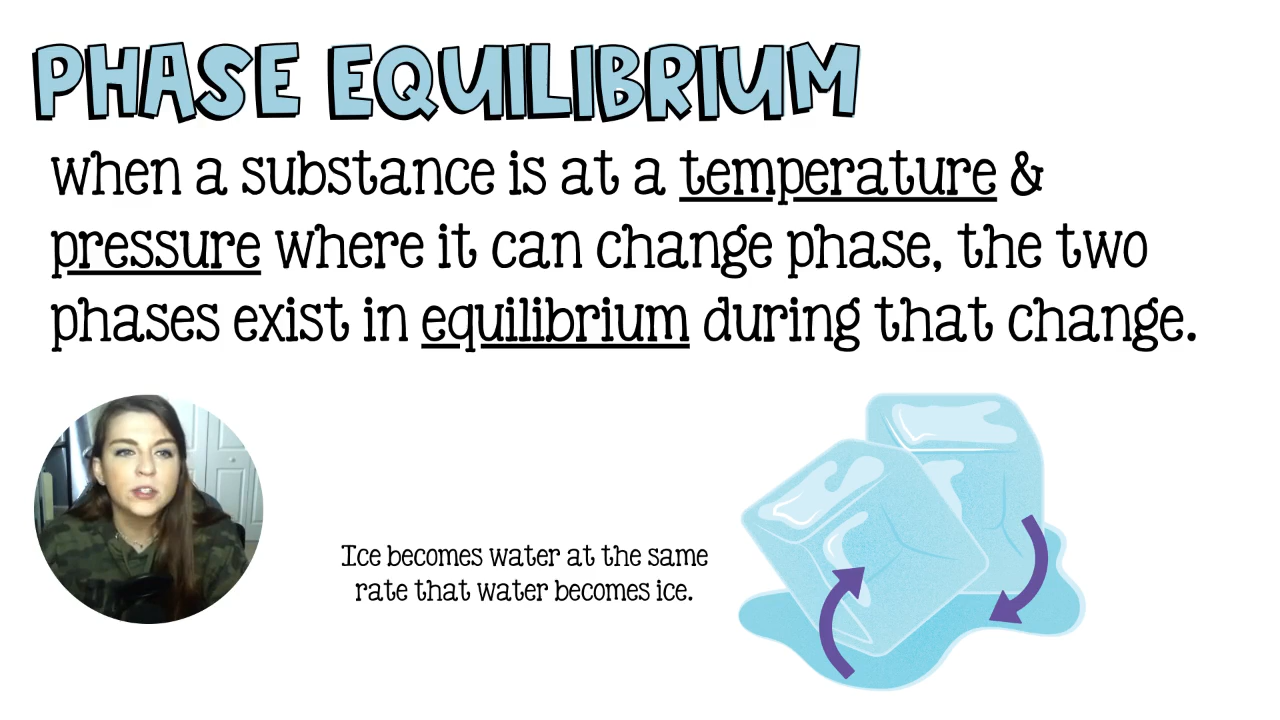 PHASE EQUILIBRIUM
when a substance is at a temperature &
pressure where it can change phase, the two
phases exist in equilibrium during that change.
Ice becomes water at the same
rate that water becomes ice.